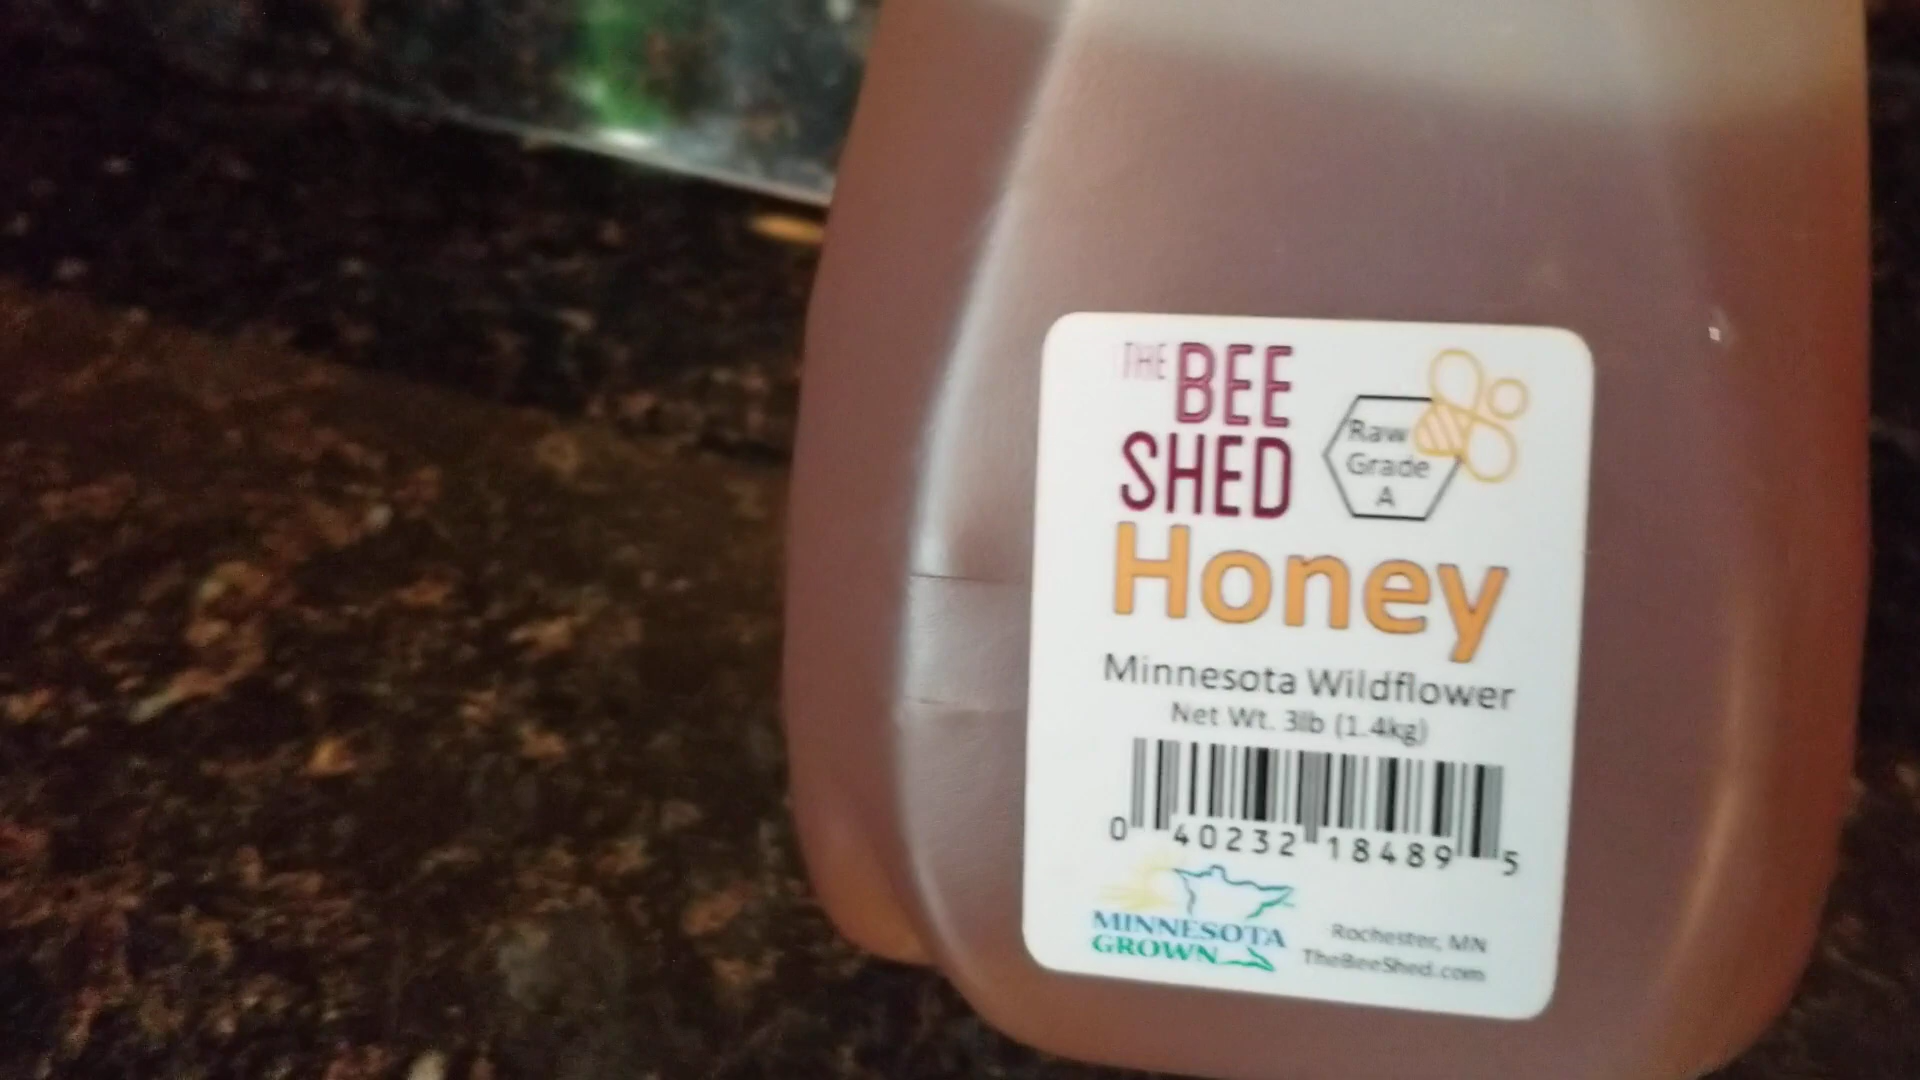 THE BEE
SHED
Raw
Grade
A
Honey
Minnesota Wildflower
Net Wt. 3lb (1.4kg)
0 40232 18489 5
MINNESOTA
GROWN
Rochester, MN
TheBeeShed.com